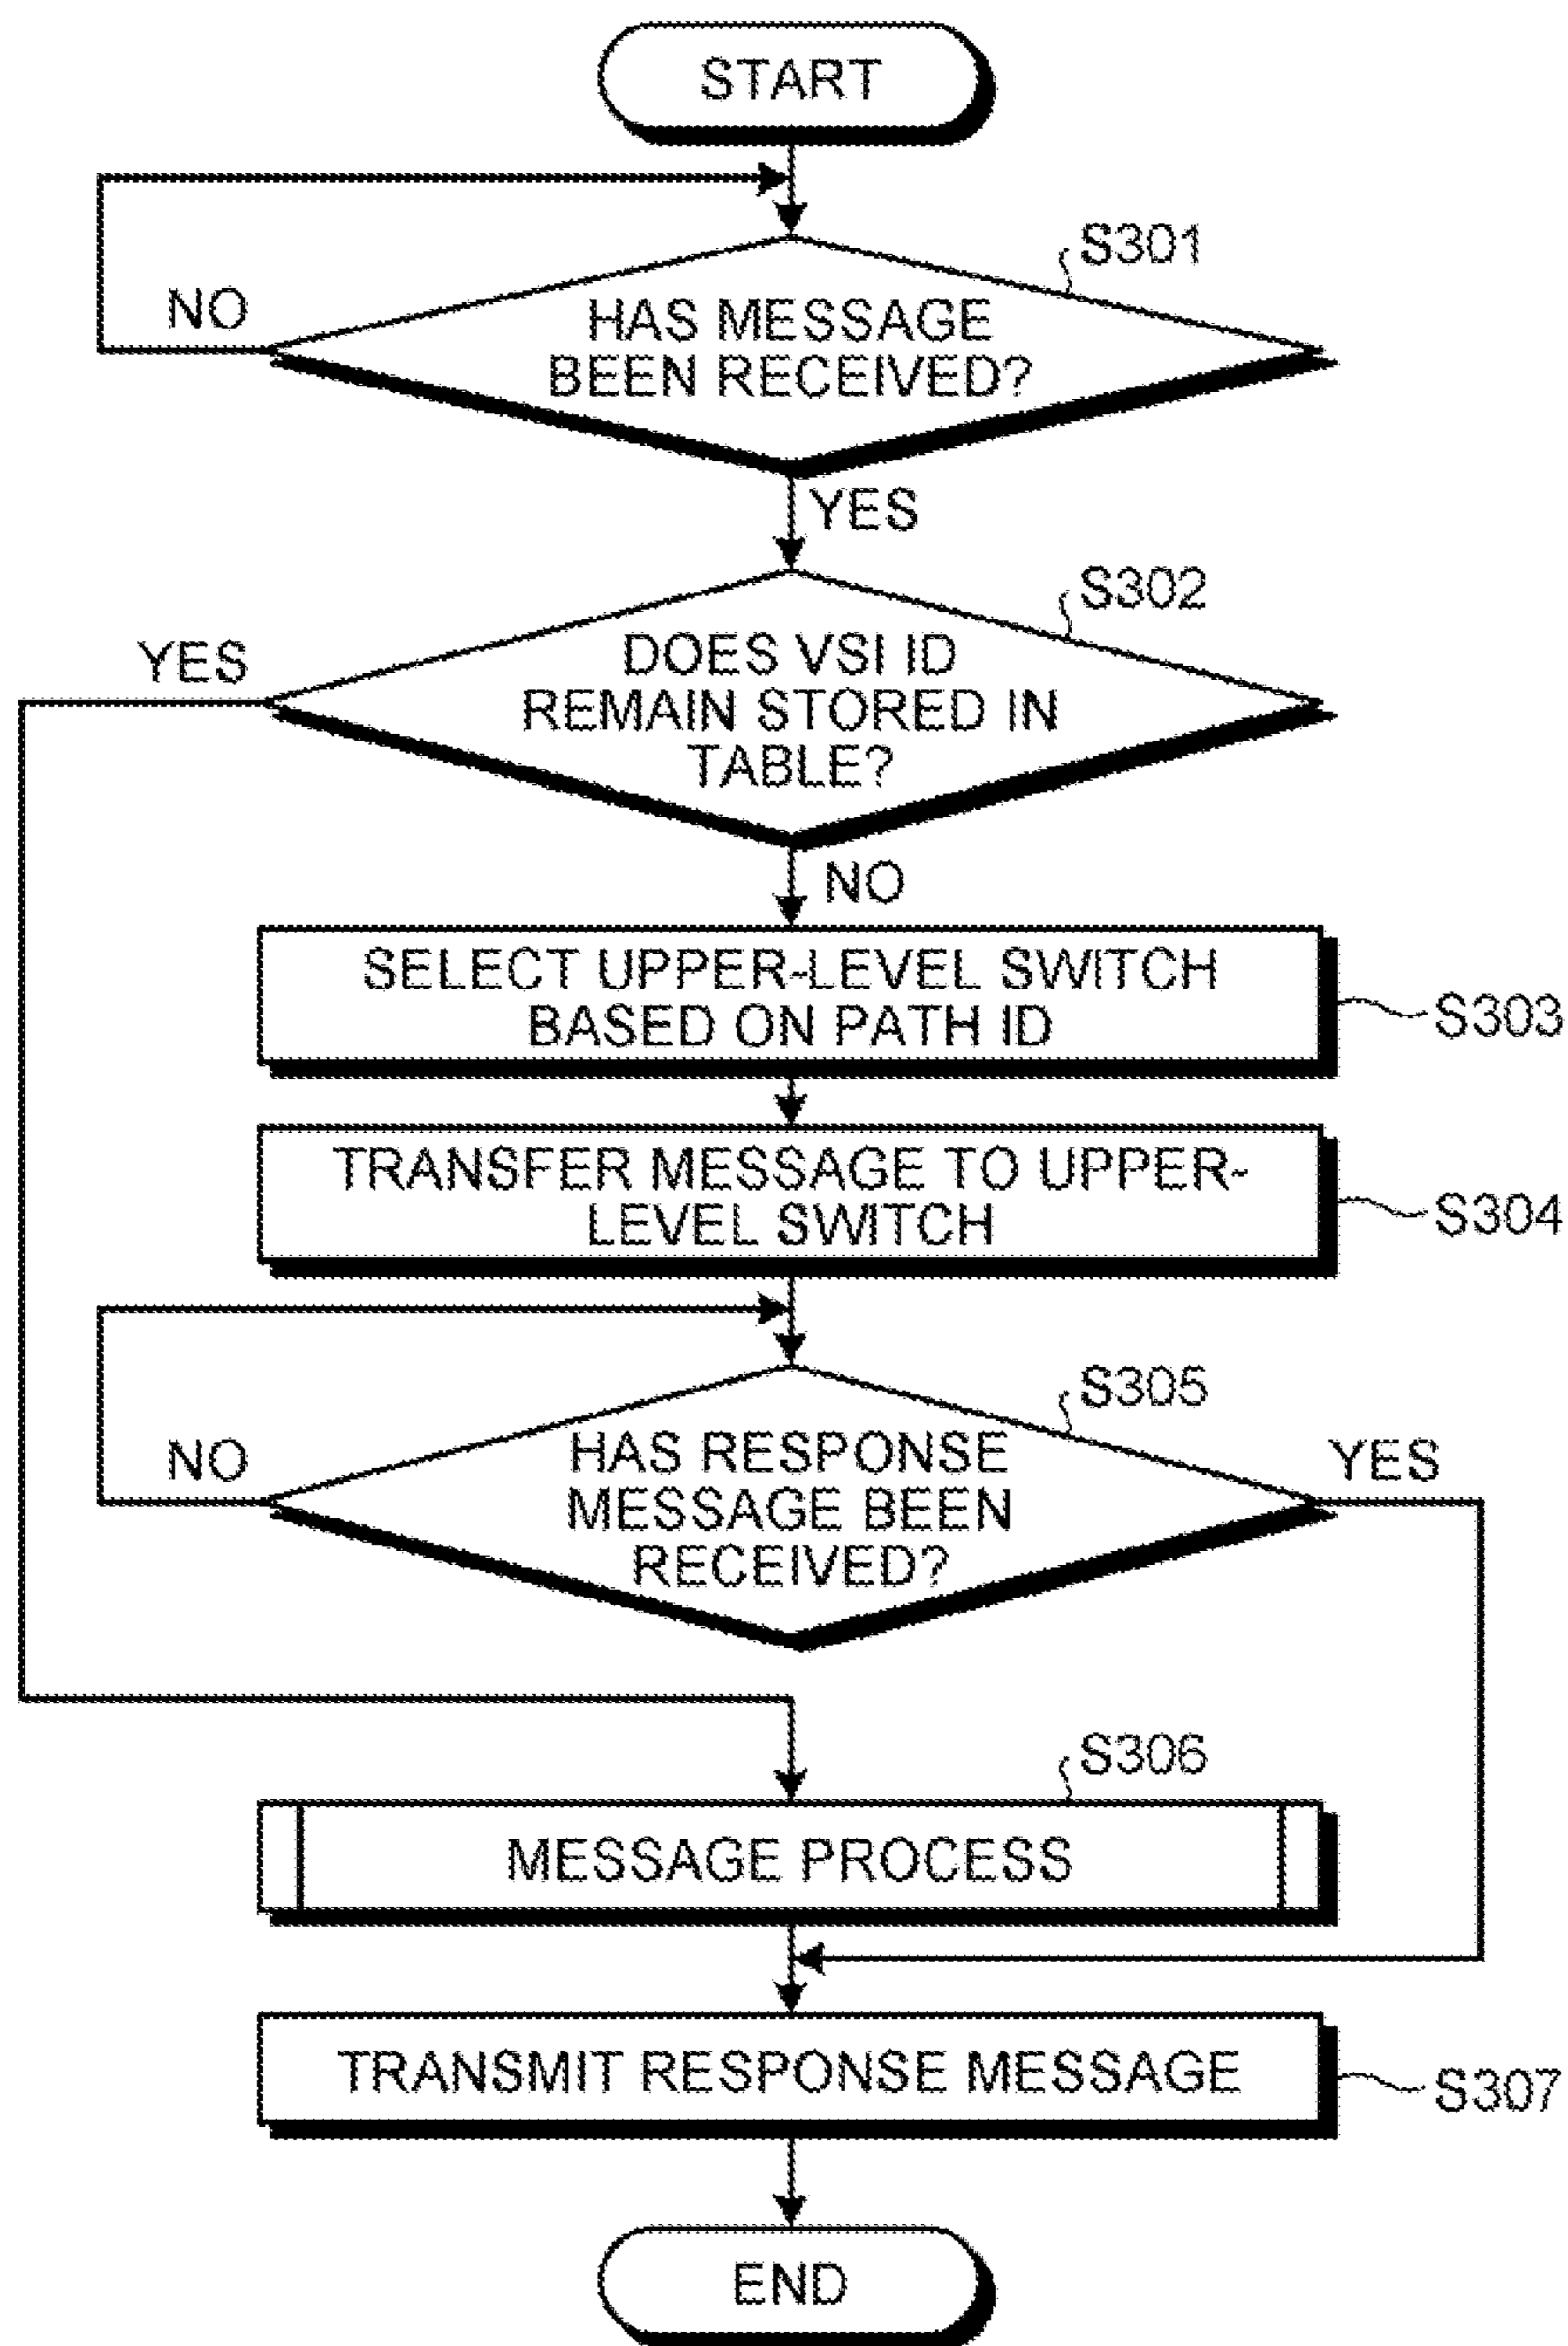 START
S301
NO
HAS MESSAGE
BEEN RECEIVED?
YES
S302
YES
DOES VSI ID
REMAIN STORED IN
TABLE?
NO
SELECT UPPER-LEVEL SWITCH
BASED ON PATH ID
S303
TRANSFER MESSAGE TO UPPER-
LEVEL SWITCH
S304
S305
NO
HAS RESPONSE
MESSAGE BEEN
RECEIVED?
YES
S306
MESSAGE PROCESS
TRANSMIT RESPONSE MESSAGE
S307
END